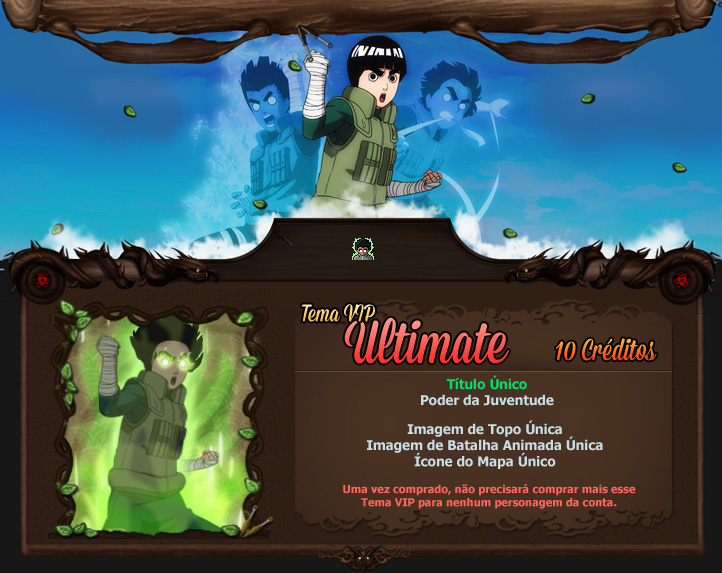 Tema VIP
Ultimate
10 Créditos
Título Único
Poder da Juventude
Imagem de Topo Única
Imagem de Batalha Animada Única
Ícone do Mapa Único
Uma vez comprado, não precisará comprar mais esse
Tema VIP para nenhum personagem da conta.